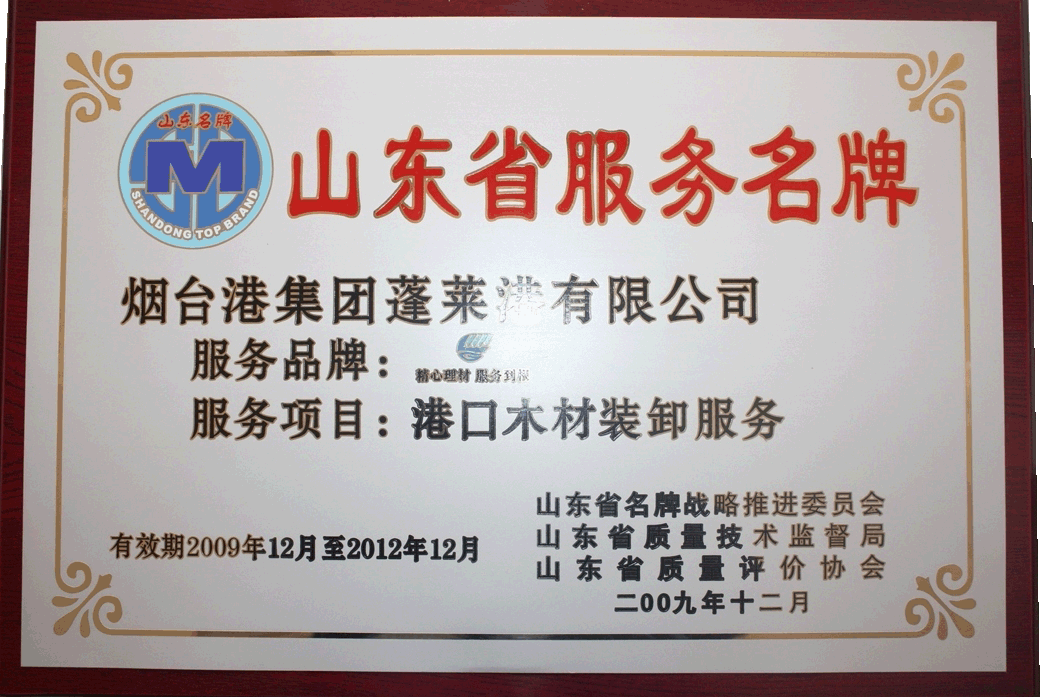 山东名牌
M
SHANDONG TOP BRAND
山东省服务名牌
烟台港集团蓬莱港有限公司
服务品牌：
精心理材 服务到
服务项目：港口木材装卸服务
山东省名牌战略推进委员会
山东省质量技术监督局
山东省质量评价协会
有效期2009年12月至2012年12月
二00九年十二月